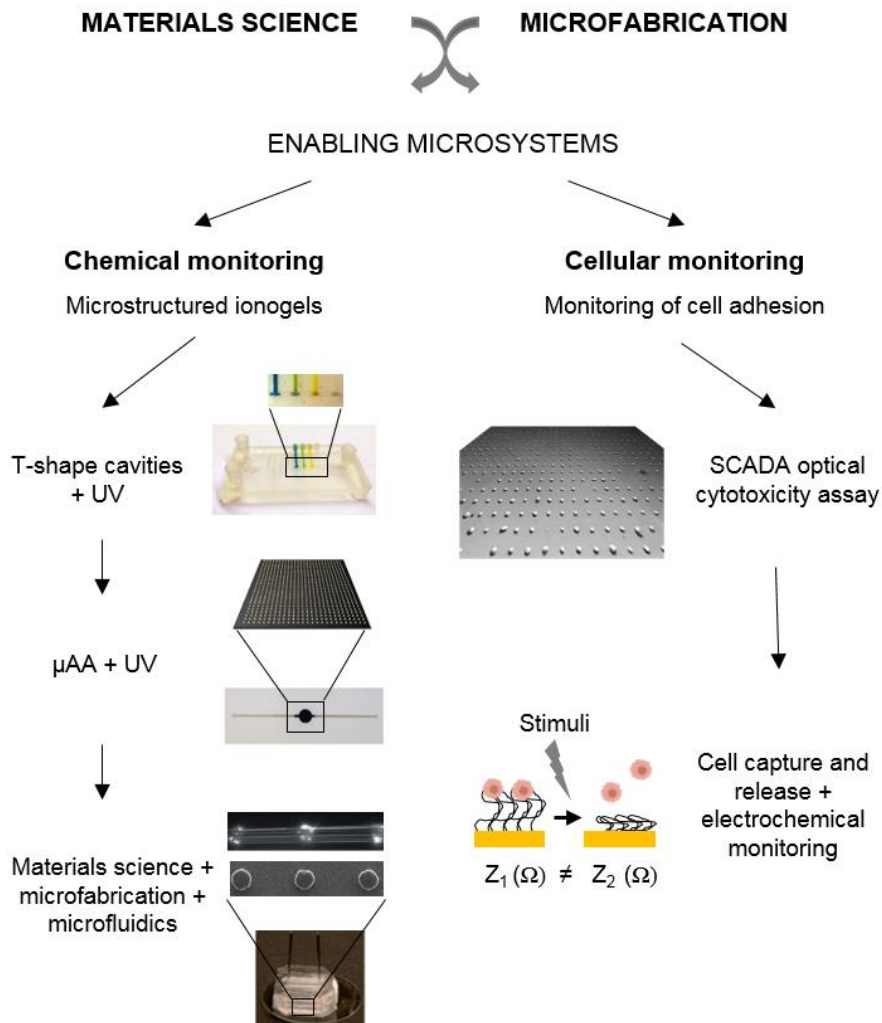 MATERIALS SCIENCE
MICROFABRICATION
ENABLING MICROSYSTEMS
Chemical monitoring
Microstructured ionogels
T-shape cavities
+ UV
µAA + UV
Materials science +
microfabrication +
microfluidics
Cellular monitoring
Monitoring of cell adhesion
SCADA optical
cytotoxicity assay
Stimuli
Z₁ (Ω) ≠ Z₂ (Ω)
Cell capture and
release +
electrochemical
monitoring